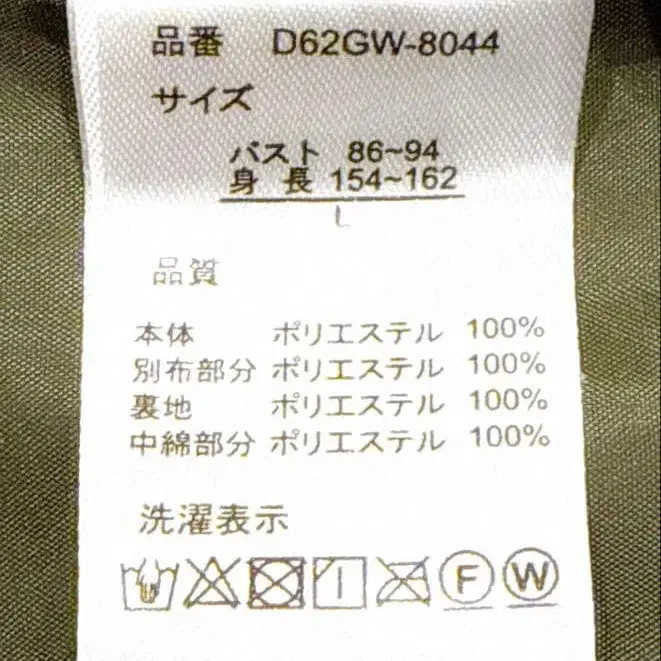 品番 D62GW-8044
サイズ
バスト 86~94
身長 154~162
L
品質
本体 ポリエステル 100%
別布部分 ポリエステル 100%
裏地 ポリエステル 100%
中綿部分 ポリエステル 100%
洗濯表示
F W